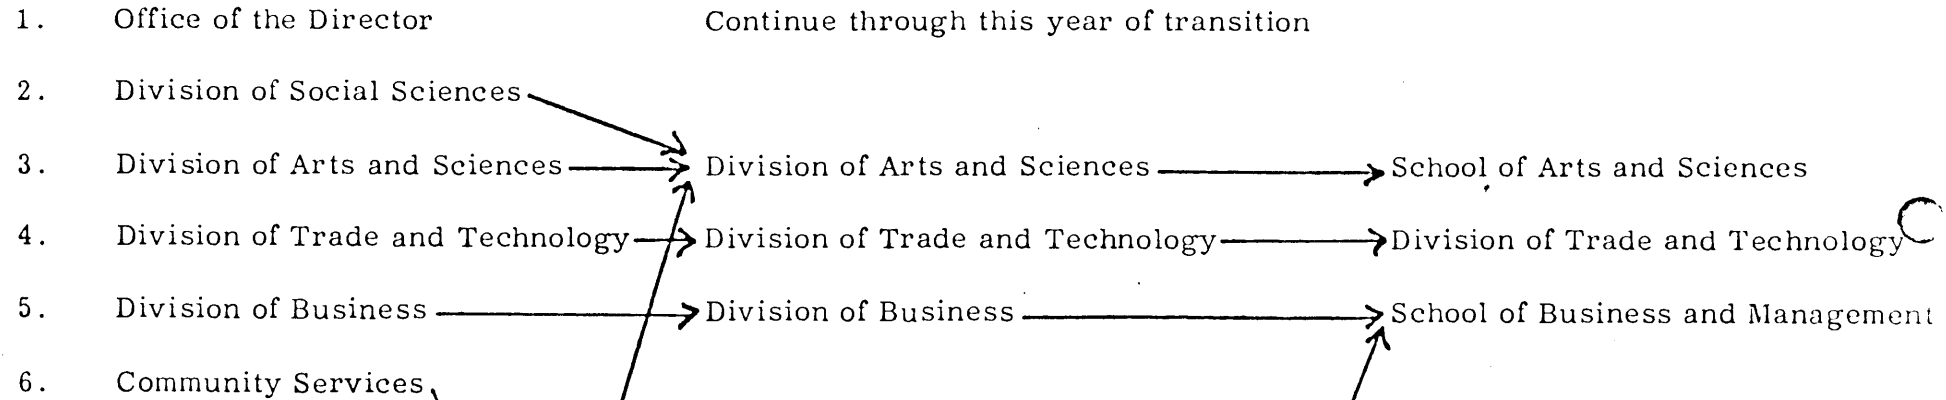 1. Office of the Director Continue through this year of transition
2. Division of Social Sciences
3. Division of Arts and Sciences Division of Arts and Sciences School of Arts and Sciences
4. Division of Trade and Technology Division of Trade and Technology Division of Trade and Technology
5. Division of Business Division of Business School of Business and Management
6. Community Services